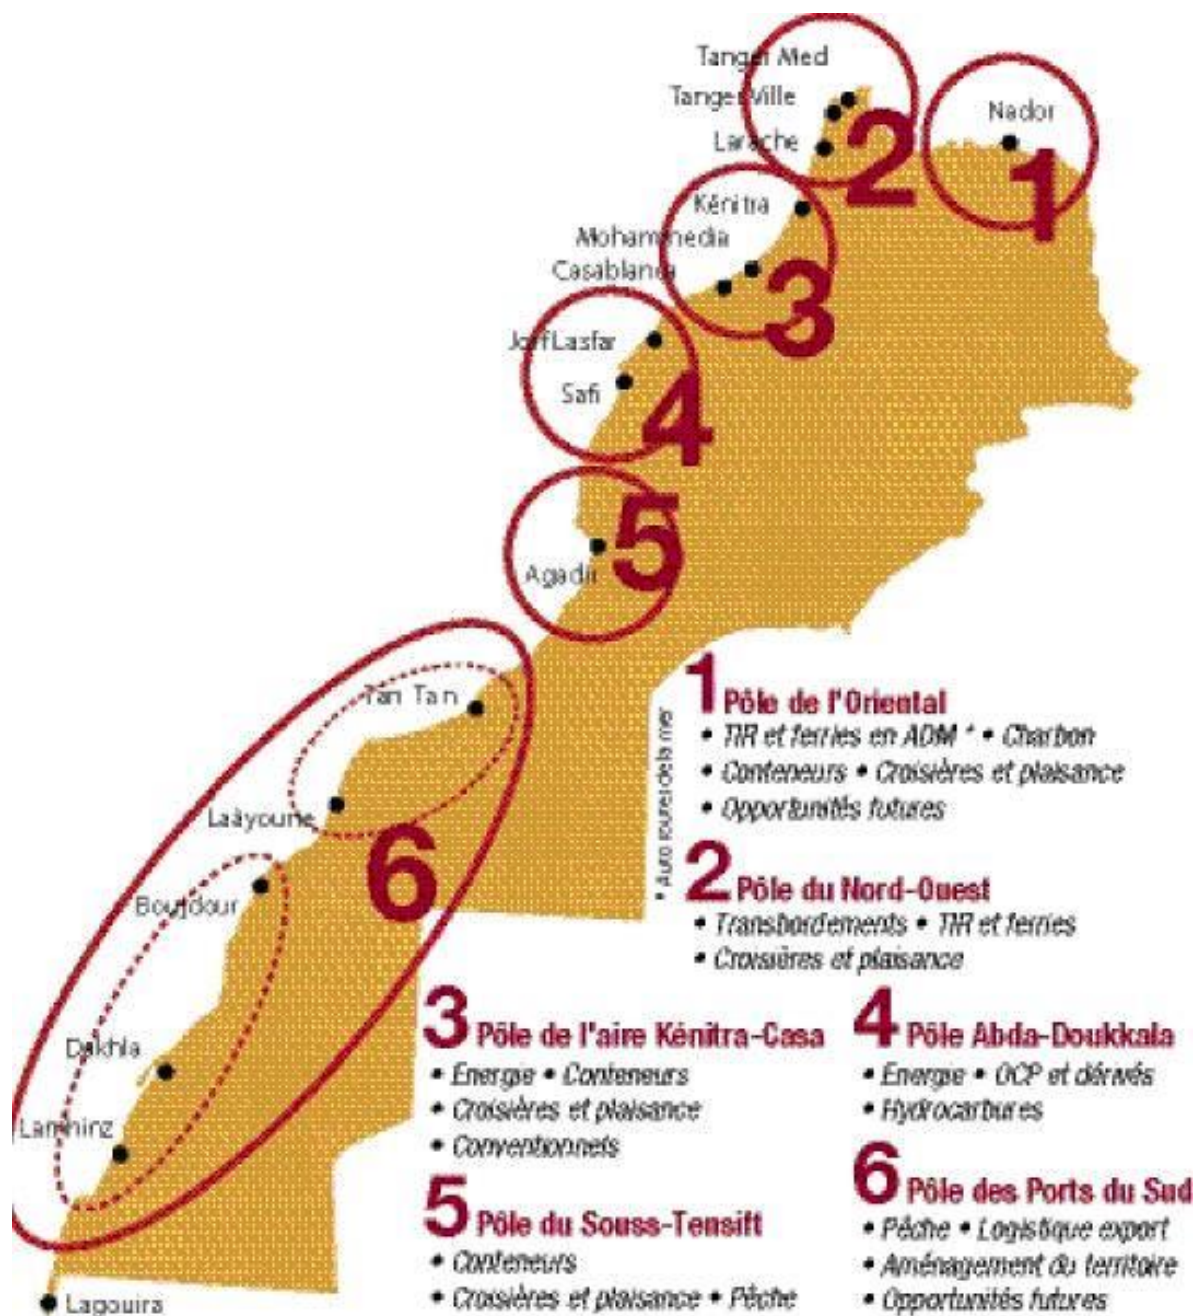 Tanger Med
Tanger Ville
Larache
2
Nador
1
Kénitra
Mohammedia
Casablanca
3
Jorf Lasfar
Safi
4
Agadir
5
Tan Tan
Laâyoune
6
Boujdour
Dakhla
Lamhiriz
Lagouira
* Auto routes de la mer
1 Pôle de l'Oriental
• TIR et ferries en ADM * • Charbon
• Conteneurs • Croisières et plaisance
• Opportunités futures
2 Pôle du Nord-Ouest
• Transbordements • TIR et ferries
• Croisières et plaisance
3 Pôle de l'aire Kénitra-Casa
• Energie • Conteneurs
• Croisières et plaisance
• Conventionnels
4 Pôle Abda-Doukkala
• Energie • OCP et dérivés
• Hydrocarbures
5 Pôle du Souss-Tensift
• Conteneurs
• Croisières et plaisance • Pêche
6 Pôle des Ports du Sud
• Pêche • Logistique export
• Aménagement du territoire
• Opportunités futures